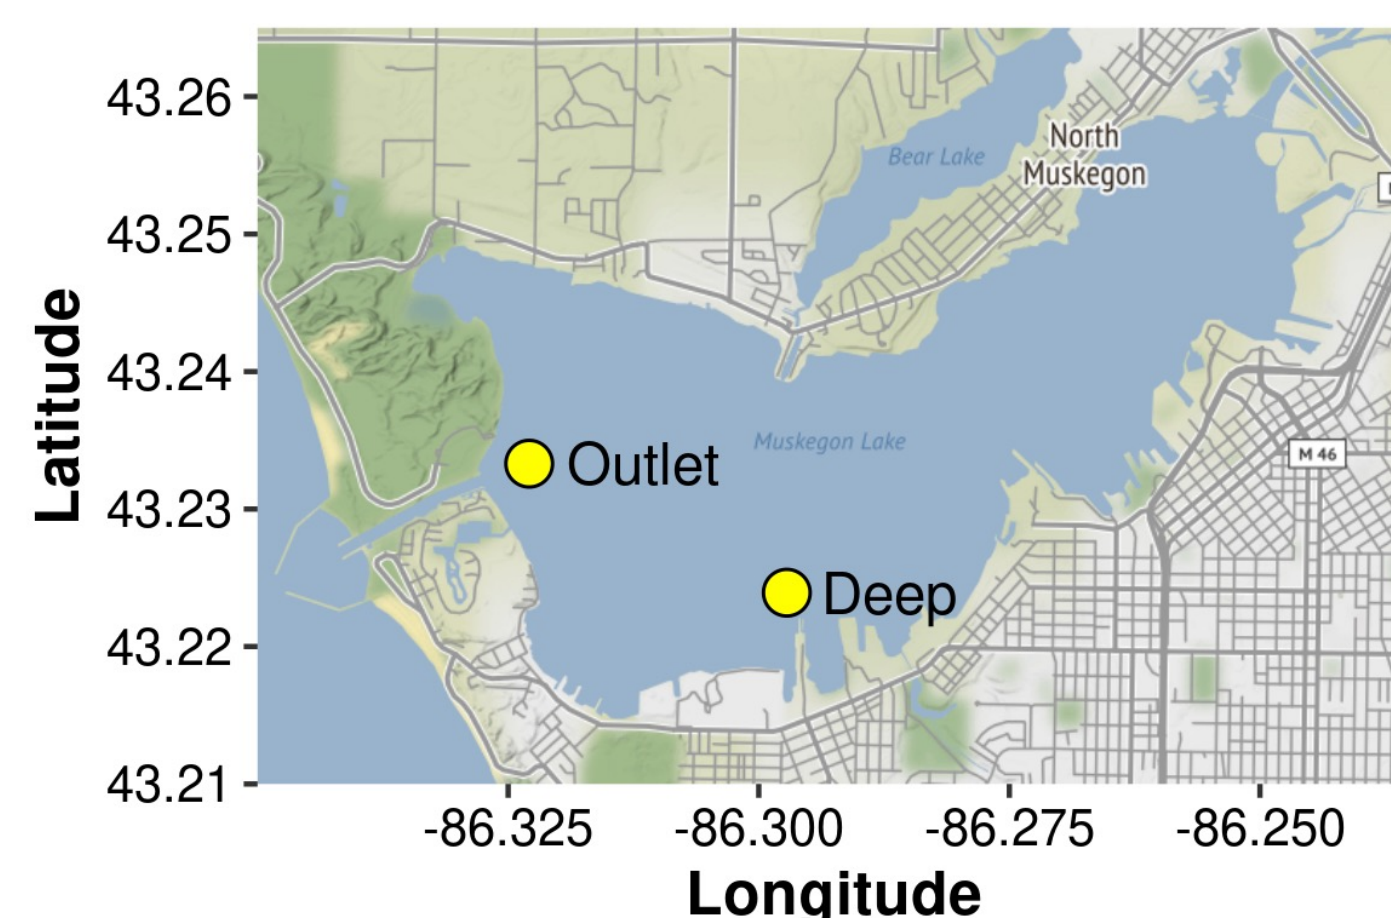 43.26
43.25
43.24
43.23
43.22
43.21
Latitude
Bear Lake
North
Muskegon
Muskegon Lake
M 46
Outlet
Deep
-86.325 -86.300 -86.275 -86.250
Longitude